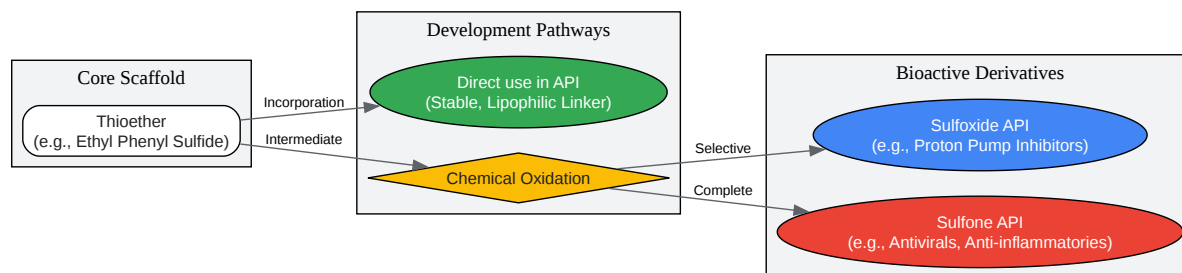 Core Scaffold
Thioether
(e.g., Ethyl Phenyl Sulfide)
Incorporation
Intermediate
Development Pathways
Direct use in API
(Stable, Lipophilic Linker)
Chemical Oxidation
Selective
Complete
Bioactive Derivatives
Sulfoxide API
(e.g., Proton Pump Inhibitors)
Sulfone API
(e.g., Antivirals, Anti-inflammatories)